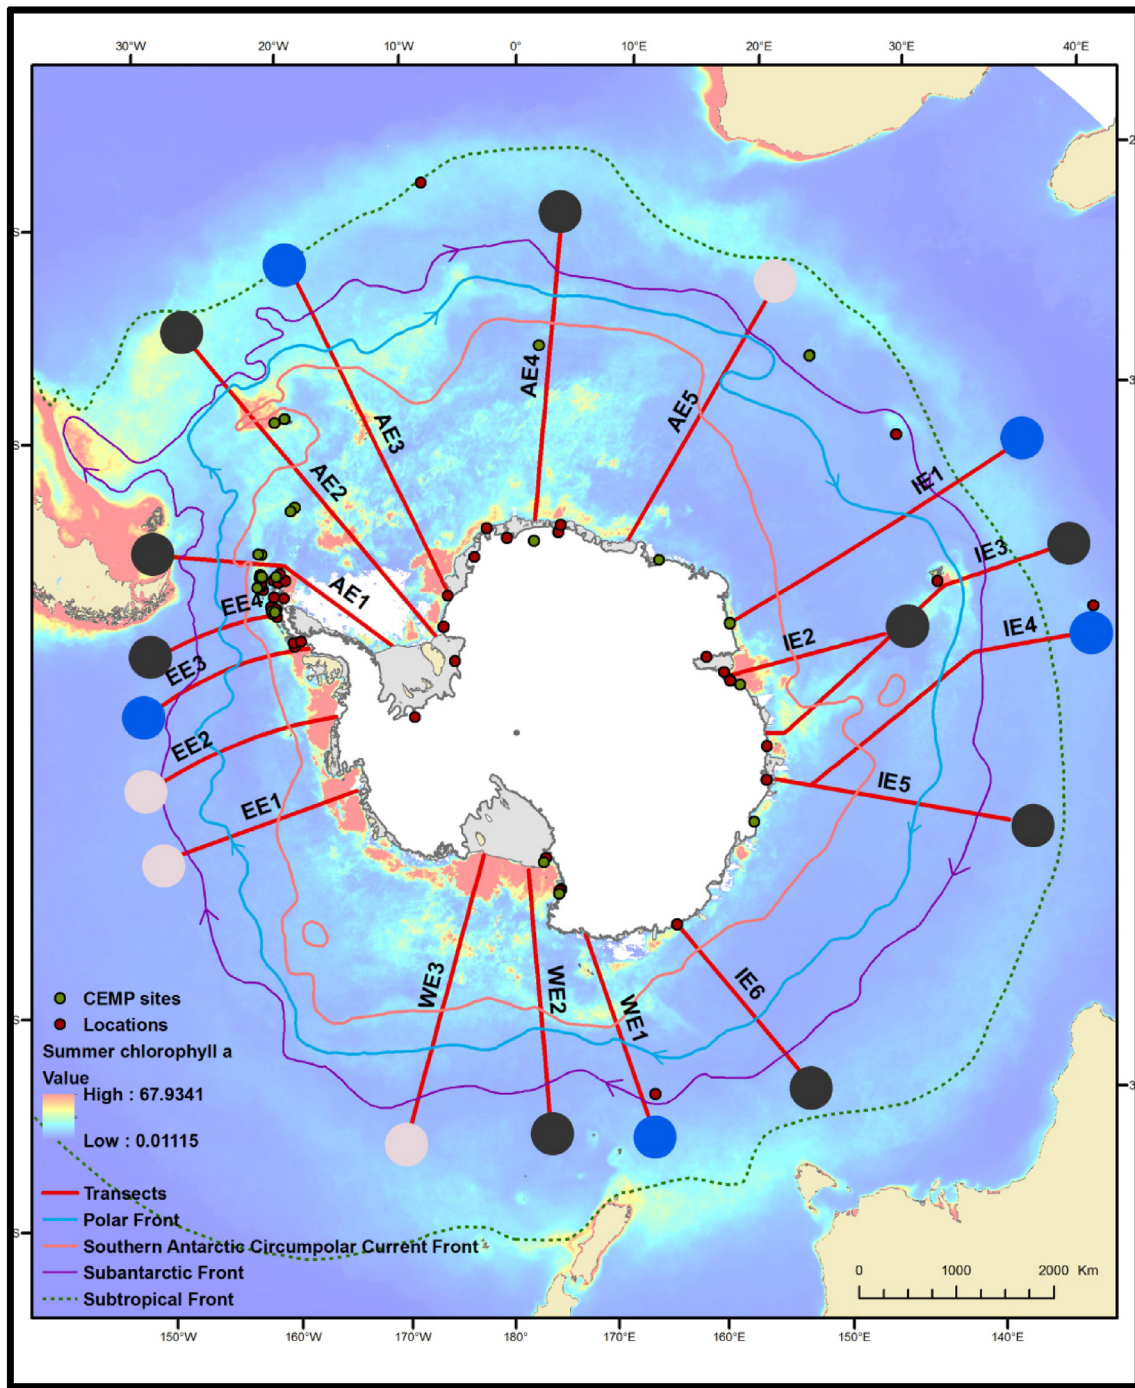 30°W 20°W 10°W 0° 10°E 20°E 30°E 40°E
2
S
AE4
3
AE5
AE3
S
IE1
AE2
IE3
AE1
EE4
IE4
IE2
EE3
EE2
IE5
EE1
WE3
WE2
IE6
WE1
CEMP sites
S
Locations
Summer chlorophyll a
Value
High : 67.9341
3
Low : 0.01115
Transects
Polar Front
S
Southern Antarctic Circumpolar Current Front
Subantarctic Front
0 1000 2000 Km
Subtropical Front
150°W 160°W 170°W 180° 170°E 160°E 150°E 140°E